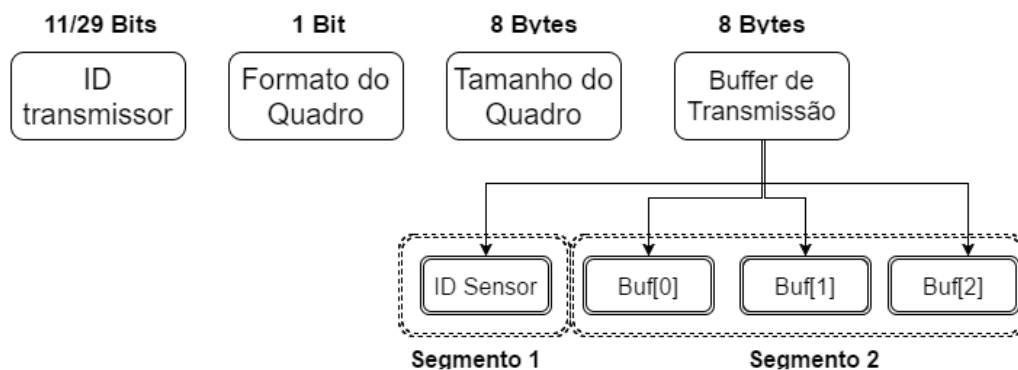 11/29 Bits
1 Bit
8 Bytes
8 Bytes
ID
transmissor
Formato do
Quadro
Tamanho do
Quadro
Buffer de
Transmissão
ID Sensor
Buf[0]
Buf[1]
Buf[2]
Segmento 1
Segmento 2